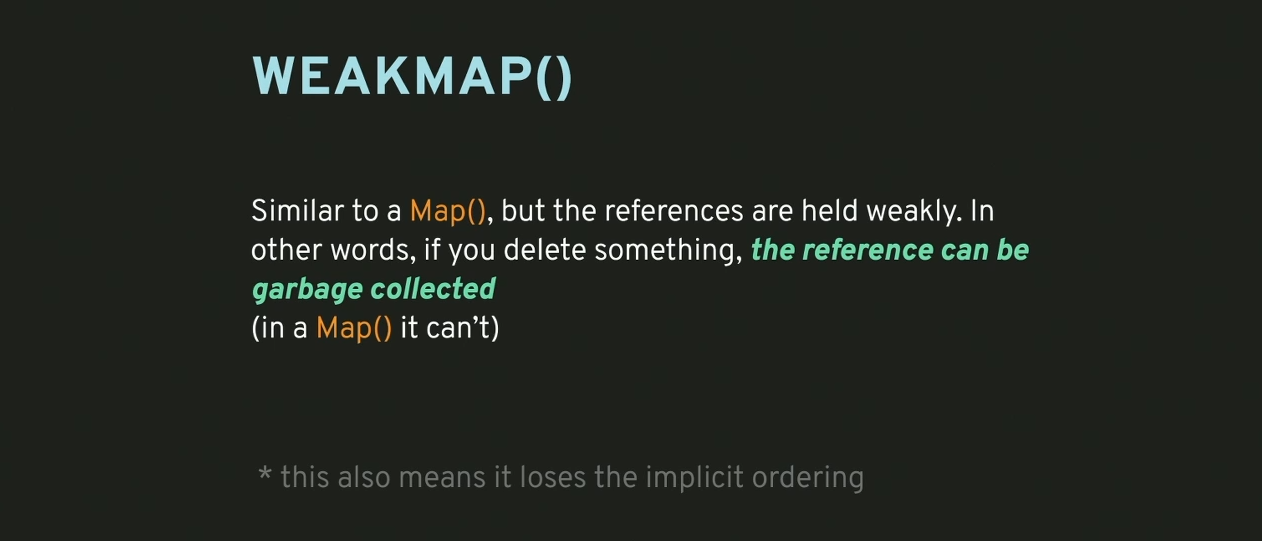 WEAKMAP()
Similar to a Map(), but the references are held weakly. In
other words, if you delete something, the reference can be
garbage collected
(in a Map() it can’t)
* this also means it loses the implicit ordering